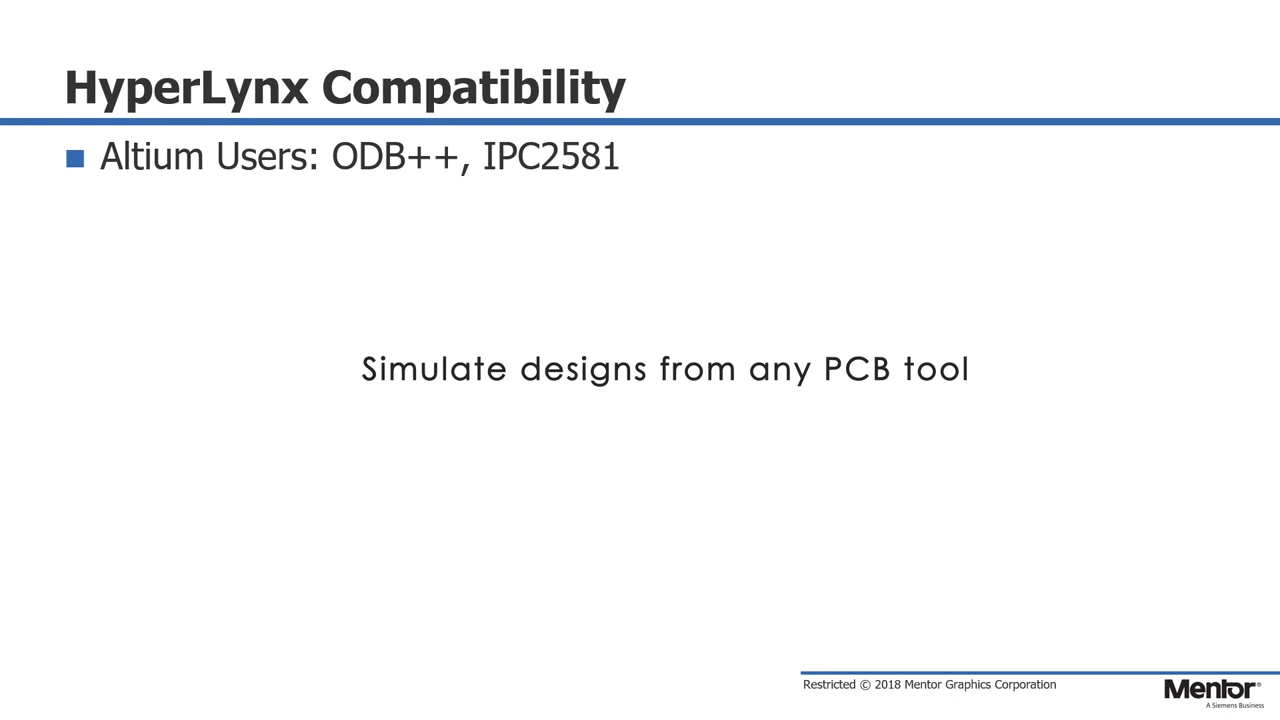 HyperLynx Compatibility
Altium Users: ODB++, IPC2581
Simulate designs from any PCB tool
Restricted © 2018 Mentor Graphics Corporation
Mentor®
A Siemens Business